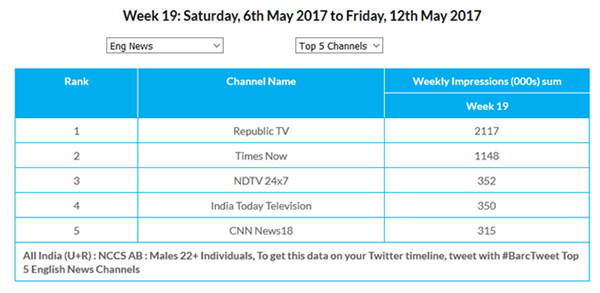 Week 19: Saturday, 6th May 2017 to Friday, 12th May 2017
Eng News Top 5 Channels
Rank Channel Name Weekly Impressions (000s) sum
Week 19
1 Republic TV 2117
2 Times Now 1148
3 NDTV 24x7 352
4 India Today Television 350
5 CNN News18 315
All India (U+R) : NCCS AB : Males 22+ Individuals, To get this data on your Twitter timeline, tweet with #BarcTweet Top
5 English News Channels